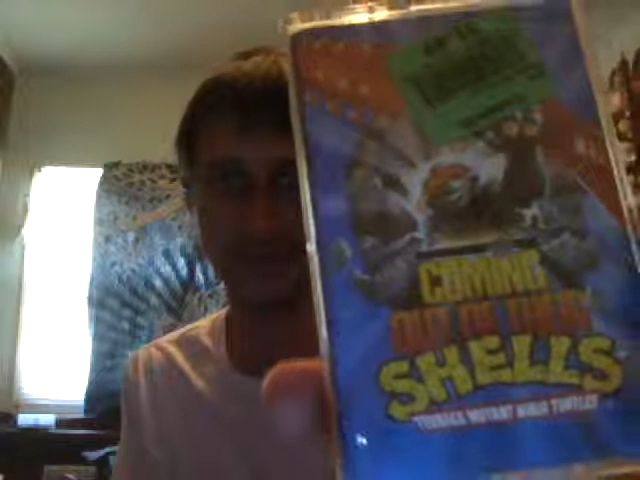 COMING
OUT OF THEIR
SHELLS
TEENAGE MUTANT NINJA TURTLES